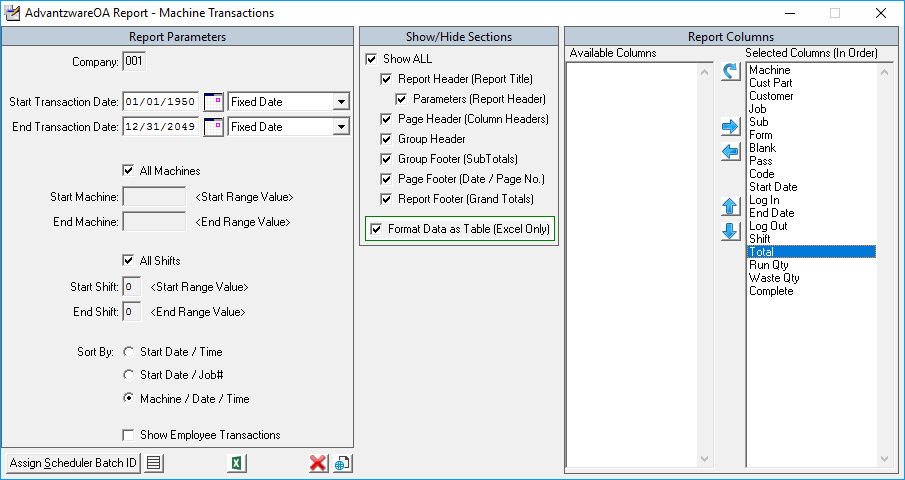 AdvantzwareOA Report - Machine Transactions
Report Parameters
Company: 001
Start Transaction Date: 01/01/1950 Fixed Date
End Transaction Date: 12/31/2049 Fixed Date
All Machines
Start Machine: <Start Range Value>
End Machine: <End Range Value>
All Shifts
Start Shift: 0 <Start Range Value>
End Shift: 0 <End Range Value>
Sort By: Start Date / Time
Start Date / Job#
Machine / Date / Time
Show Employee Transactions
Assign Scheduler Batch ID
Show/Hide Sections
Show ALL
Report Header (Report Title)
Parameters (Report Header)
Page Header (Column Headers)
Group Header
Group Footer (SubTotals)
Page Footer (Date / Page No.)
Report Footer (Grand Totals)
Format Data as Table (Excel Only)
Report Columns
Available Columns
Selected Columns (In Order)
Machine
Cust Part
Customer
Job
Sub
Form
Blank
Pass
Code
Start Date
Log In
End Date
Log Out
Shift
Total
Run Qty
Waste Qty
Complete